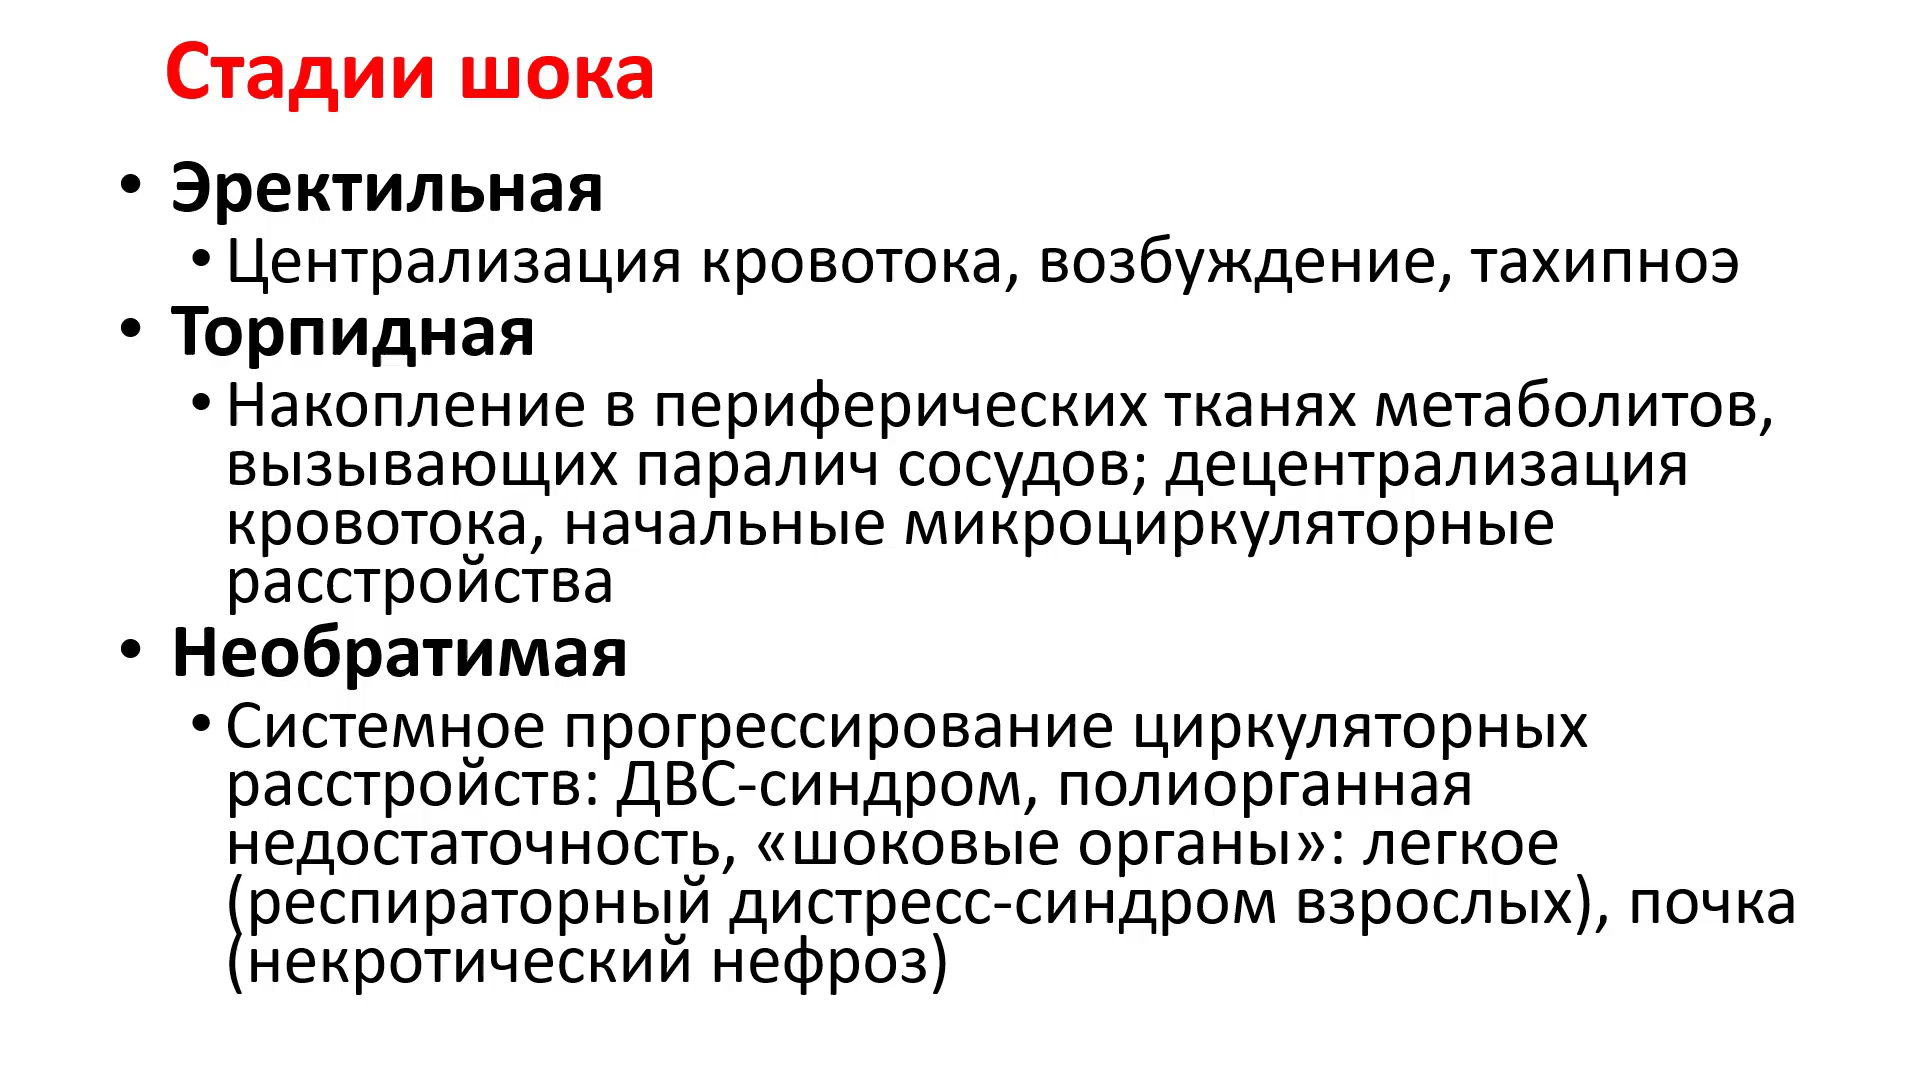 Стадии шока
• Эректильная
• Централизация кровотока, возбуждение, тахипноэ
• Торпидная
• Накопление в периферических тканях метаболитов,
вызывающих паралич сосудов; децентрализация
кровотока, начальные микроциркуляторные
расстройства
• Необратимая
• Системное прогрессирование циркуляторных
расстройств: ДВС-синдром, полиорганная
недостаточность, «шоковые органы»: легкое
(респираторный дистресс-синдром взрослых), почка
(некротический нефроз)